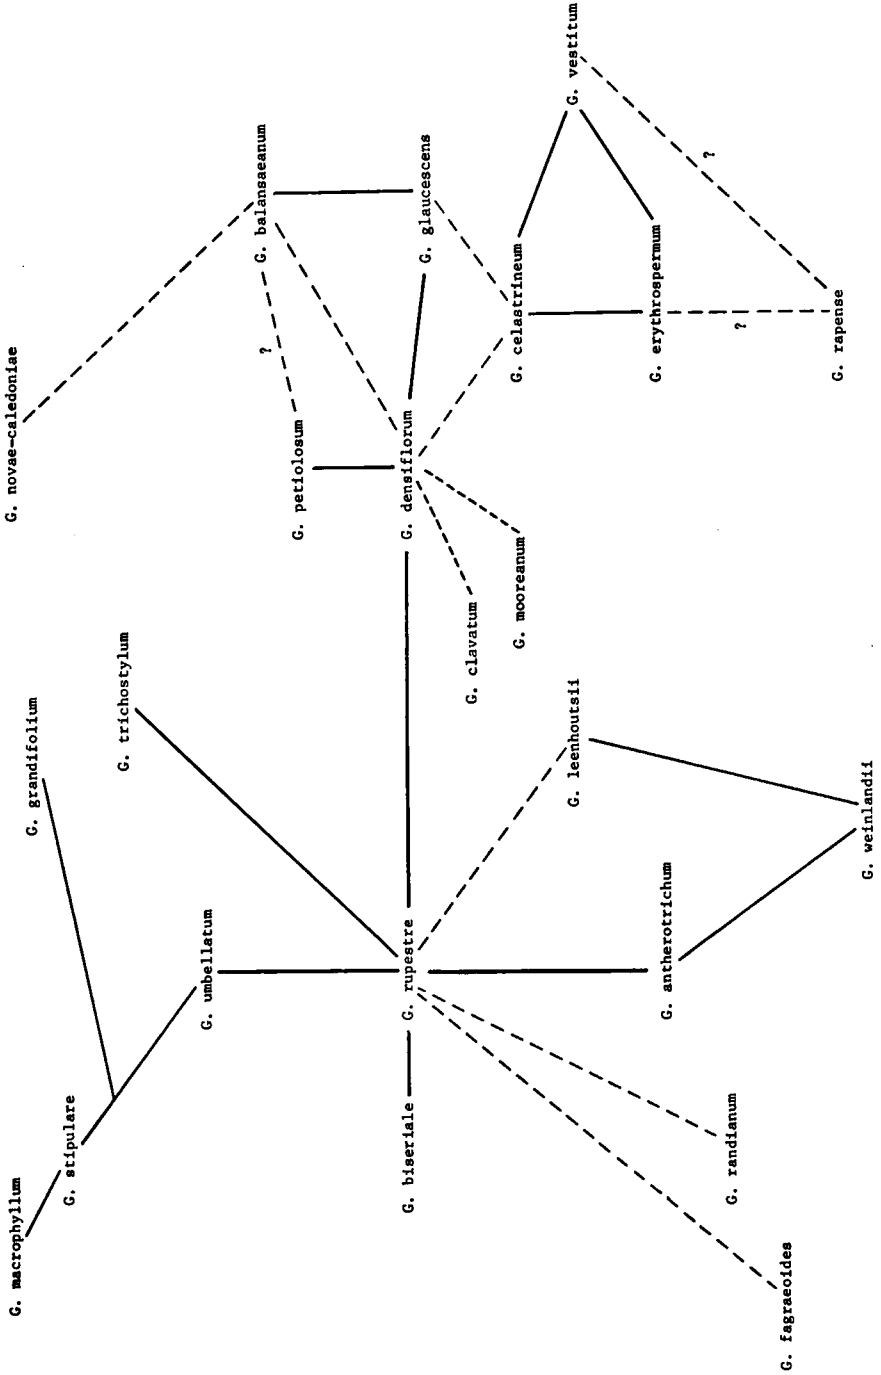 G. novae-caledoniae
G. vestitum
G. balansaeanum
?
G. glaucescens
?
G. petiolosum
G. densiflorum
G. celastrineum
G. erythrospermum
?
G. rapense
G. grandifolium
G. trichostylum
G. clavatum
G. mooreanum
G. leenhoutsii
G. umbellatum
G. rupestre
G. antherotrichum
G. weinlandii
G. macrophyllum
G. stipulare
G. biseriale
G. randianum
G. fagraeoides